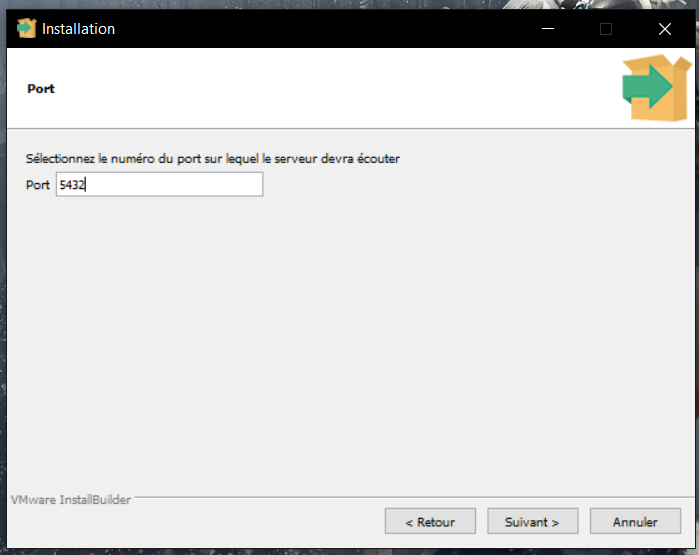 Installation
Port
Sélectionnez le numéro du port sur lequel le serveur devra écouter
Port 5432
VMware InstallBuilder
< Retour Suivant > Annuler